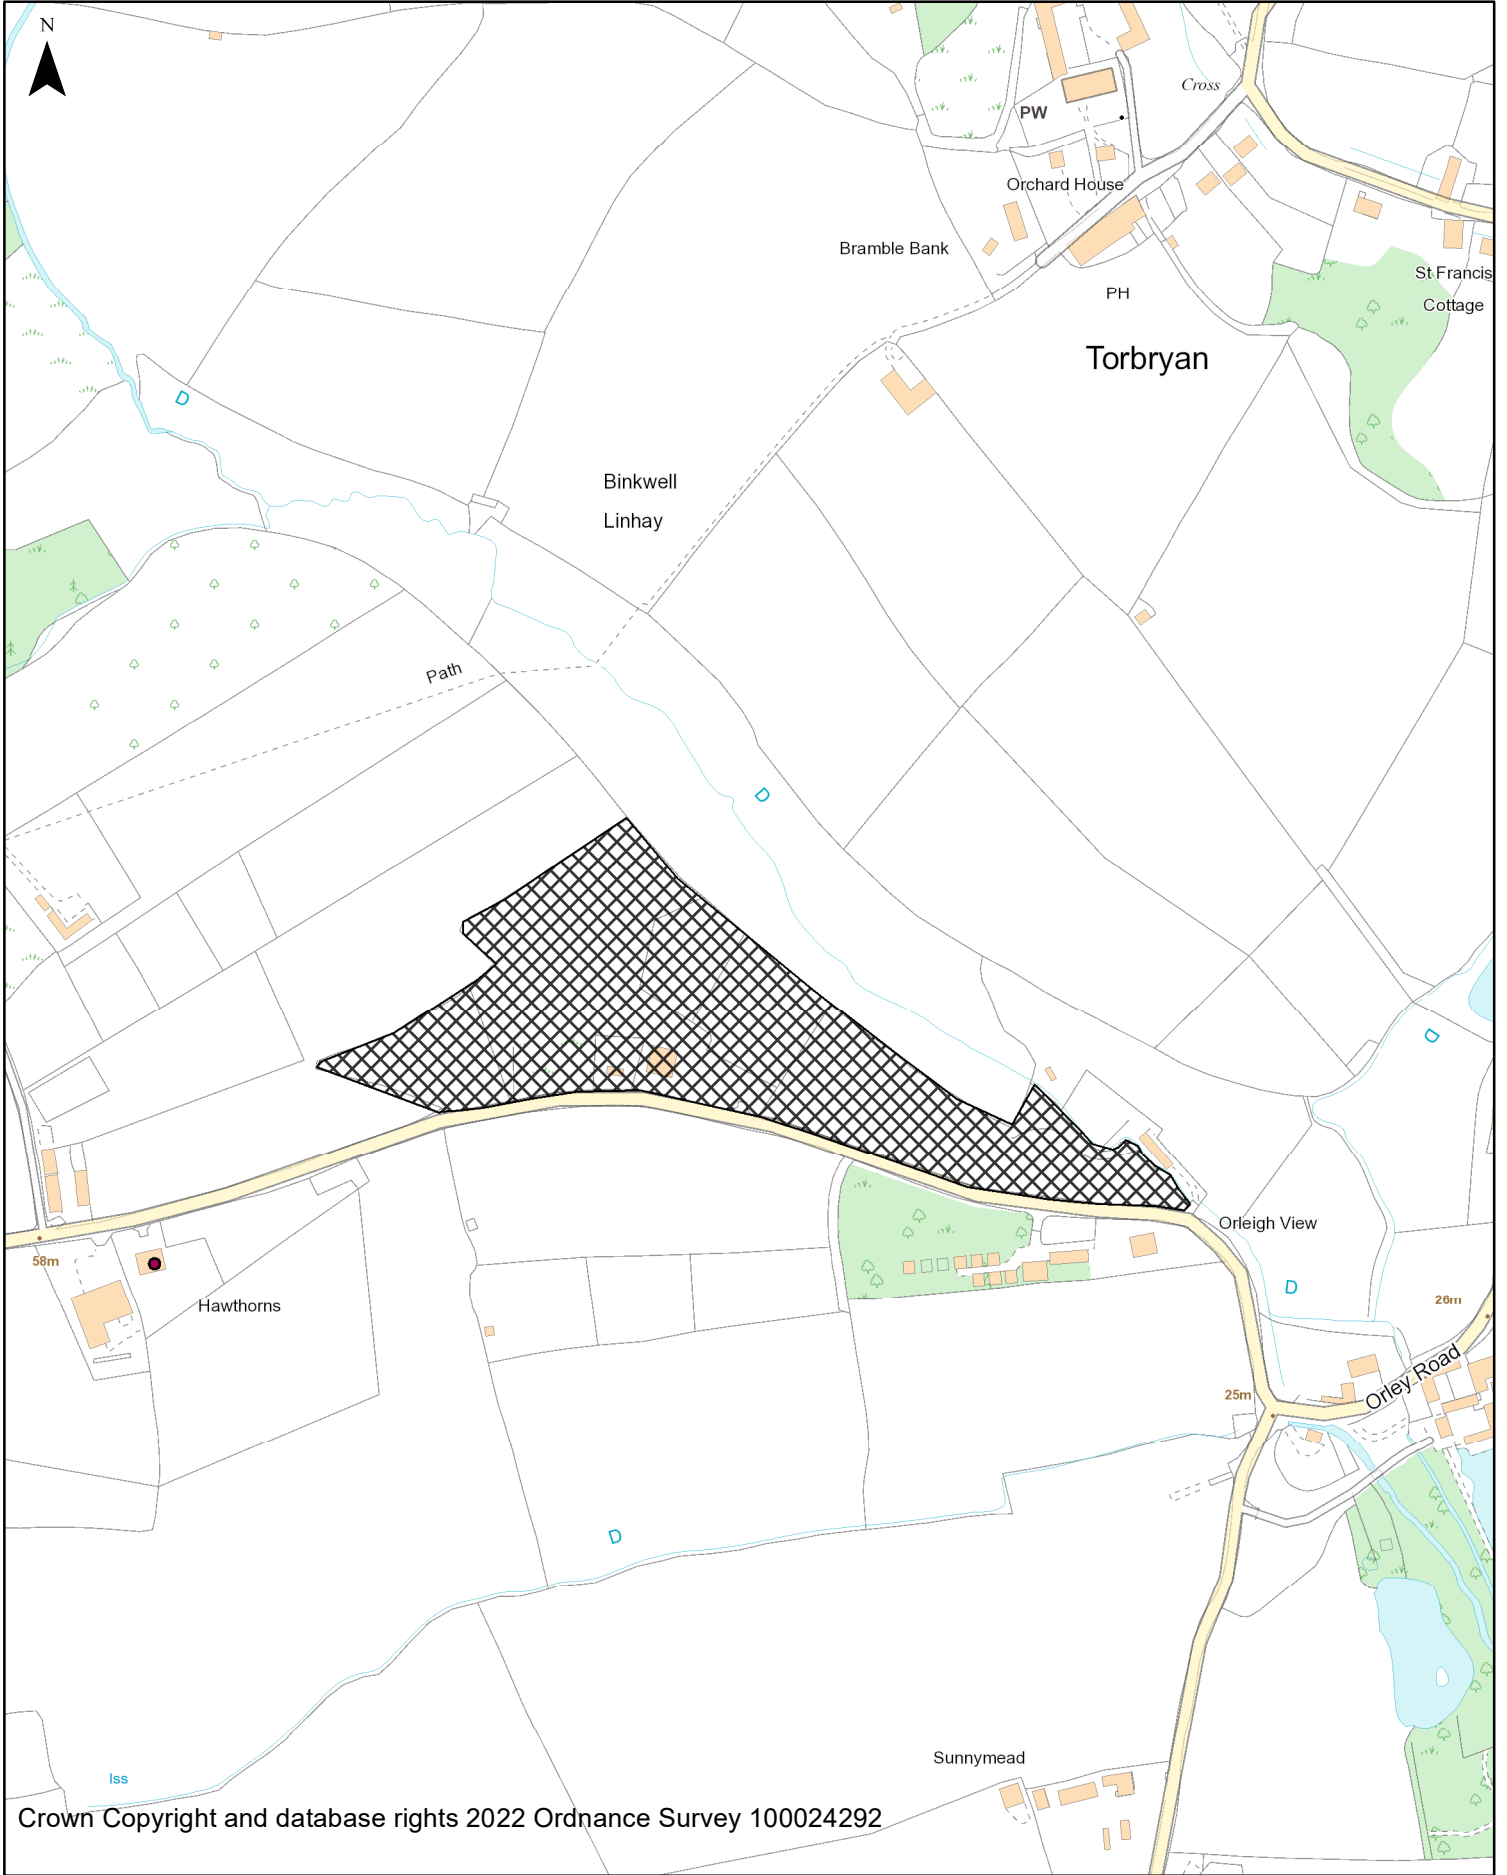 N
Cross
PW
Orchard House
Bramble Bank
St Francis
Cottage
PH
Torbryan
D
Binkwell
Linhay
Path
D
D
Orleigh View
58m
Hawthorns
D
26m
Orley Road
25m
D
Iss
Sunnymead
Crown Copyright and database rights 2022 Ordnance Survey 100024292